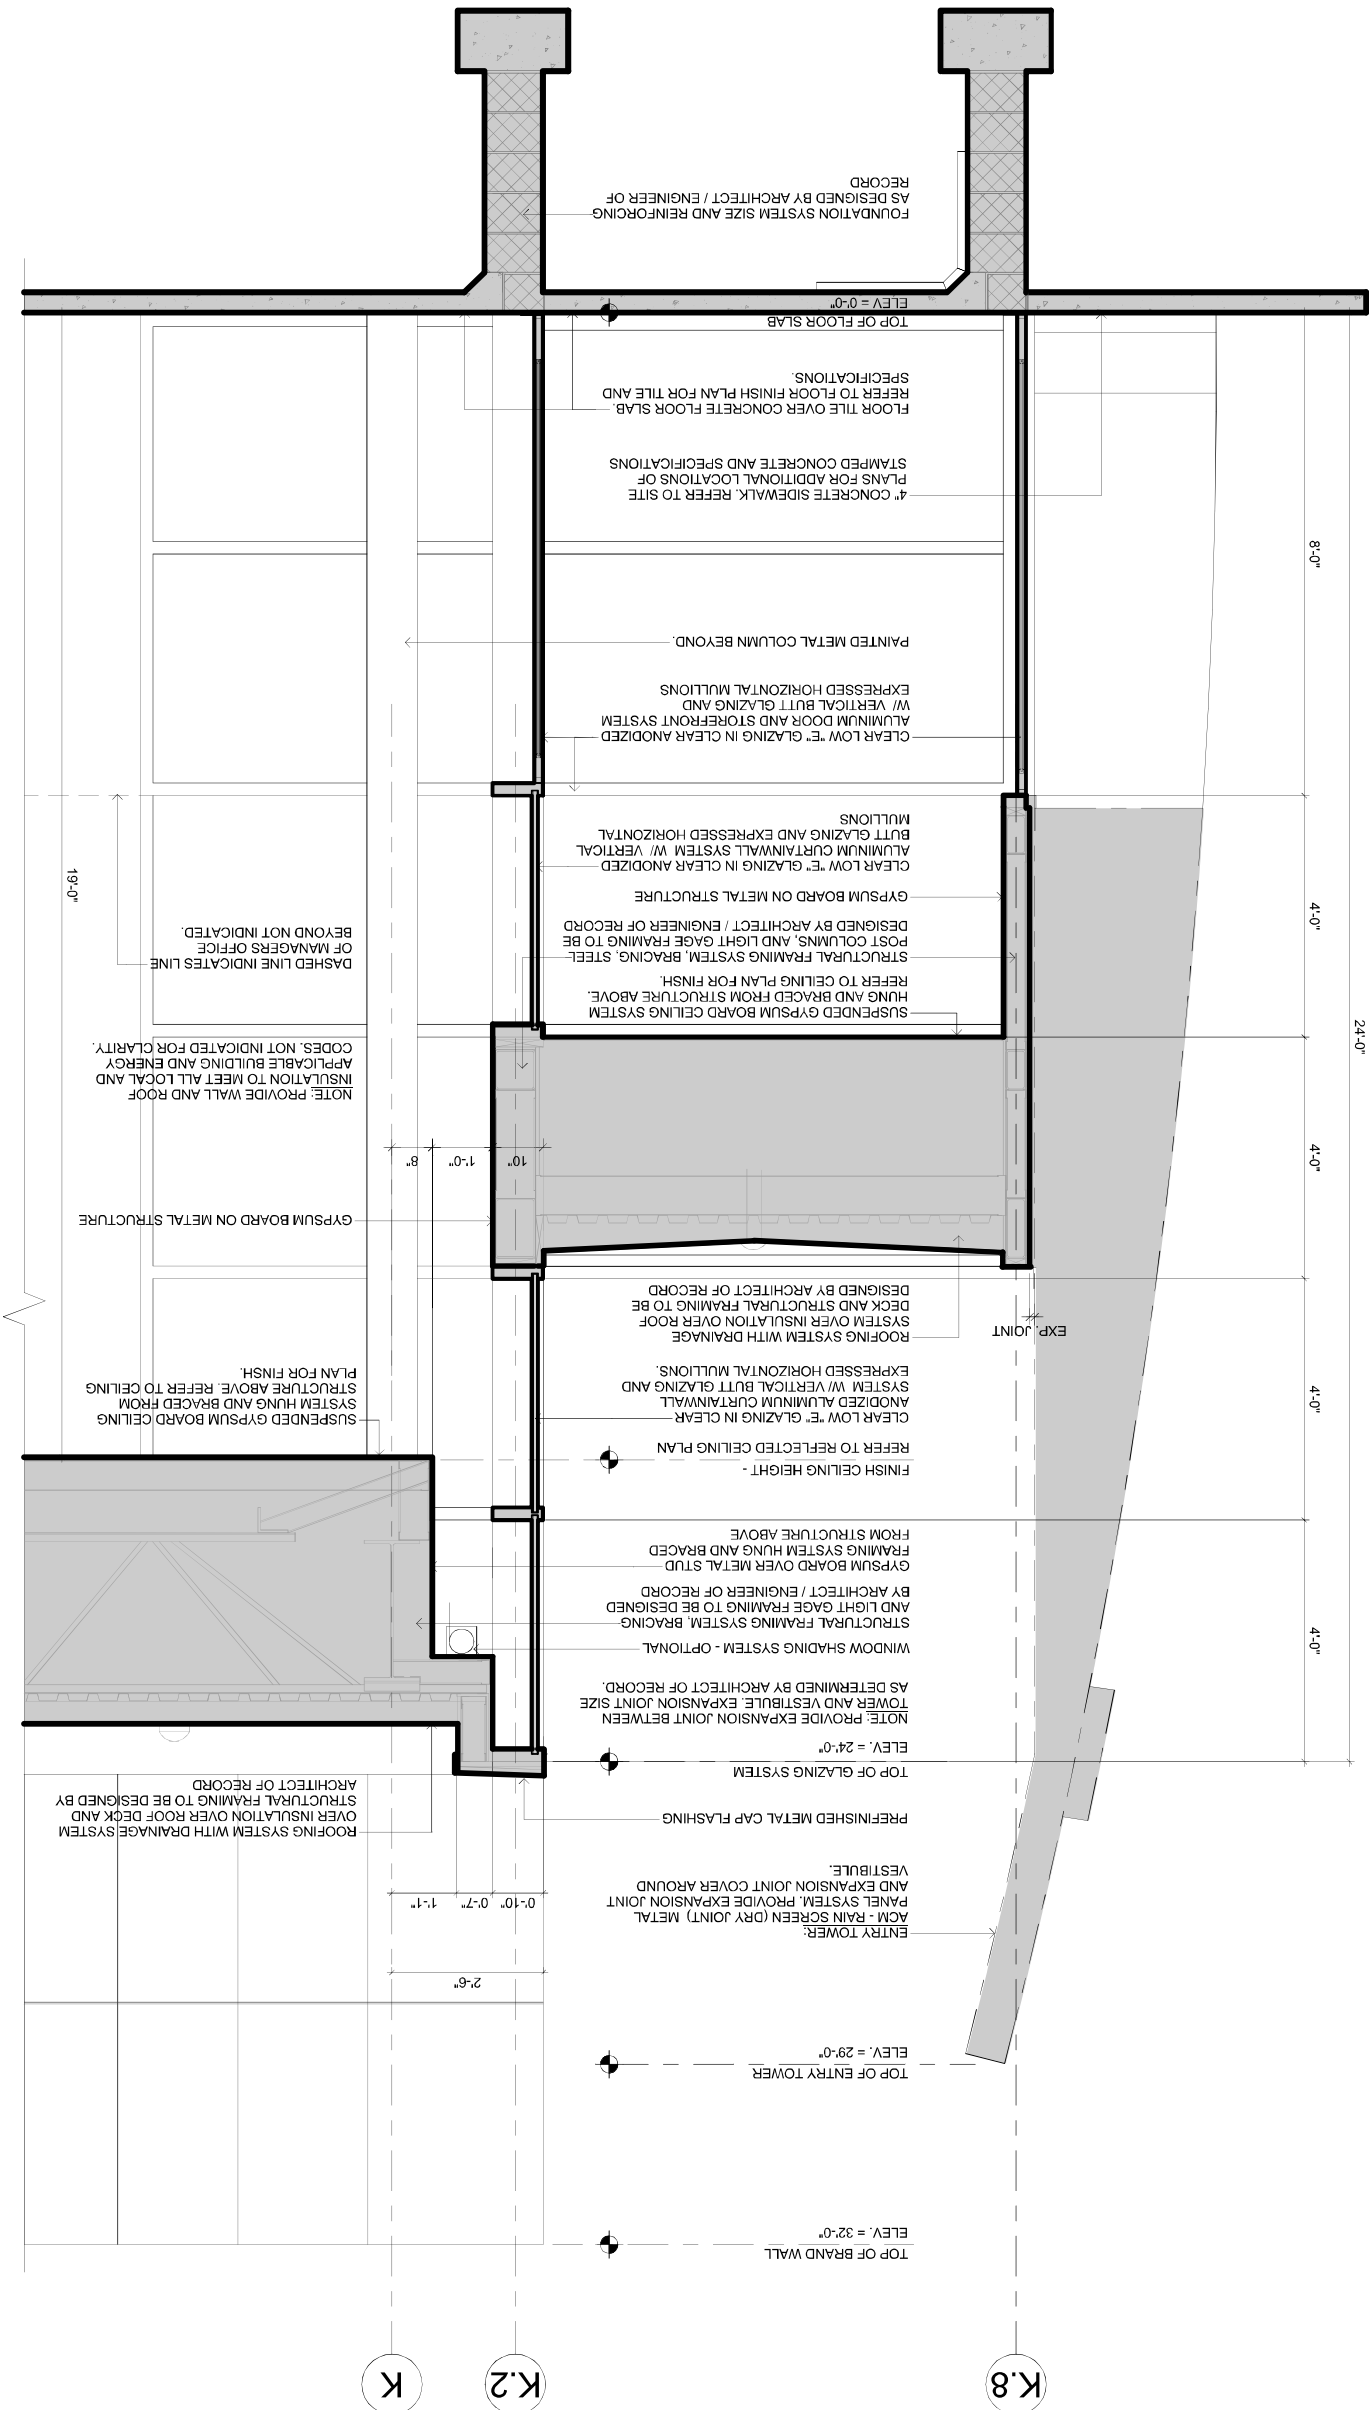 K.8
K.2
K
TOP OF BRAND WALL
ELEV. = 32'-0"
TOP OF ENTRY TOWER
ELEV. = 29'-0"
2'-6"
0'-10"
0'-7"
1'-1"
ENTRY TOWER:
ACM - RAIN SCREEN (DRY JOINT) METAL
PANEL SYSTEM. PROVIDE EXPANSION JOINT
AND EXPANSION JOINT COVER AROUND
VESTIBULE.
PREFINISHED METAL CAP FLASHING
ROOFING SYSTEM WITH DRAINAGE SYSTEM
OVER INSULATION OVER ROOF DECK AND
STRUCTURAL FRAMING TO BE DESIGNED BY
ARCHITECT OF RECORD
TOP OF GLAZING SYSTEM
ELEV. = 24'-0"
NOTE: PROVIDE EXPANSION JOINT BETWEEN
TOWER AND VESTIBULE. EXPANSION JOINT SIZE
AS DETERMINED BY ARCHITECT OF RECORD.
WINDOW SHADING SYSTEM - OPTIONAL
STRUCTURAL FRAMING SYSTEM, BRACING
AND LIGHT GAGE FRAMING TO BE DESIGNED
BY ARCHITECT / ENGINEER OF RECORD
4'-0"
GYPSUM BOARD OVER METAL STUD
FRAMING SYSTEM HUNG AND BRACED
FROM STRUCTURE ABOVE
FINISH CEILING HEIGHT -
REFER TO REFLECTED CEILING PLAN
CLEAR LOW "E" GLAZING IN CLEAR
ANODIZED ALUMINUM CURTAINWALL
SYSTEM W/ VERTICAL BUTT GLAZING AND
EXPRESSED HORIZONTAL MULLIONS.
4'-0"
SUSPENDED GYPSUM BOARD CEILING
SYSTEM HUNG AND BRACED FROM
STRUCTURE ABOVE. REFER TO CEILING
PLAN FOR FINSH.
EXP. JOINT
ROOFING SYSTEM WITH DRAINAGE
SYSTEM OVER INSULATION OVER ROOF
DECK AND STRUCTURAL FRAMING TO BE
DESIGNED BY ARCHITECT OF RECORD
GYPSUM BOARD ON METAL STRUCTURE
4'-0"
10"
1'-0"
8"
NOTE: PROVIDE WALL AND ROOF
INSULATION TO MEET ALL LOCAL AND
APPLICABLE BUILDING AND ENERGY
CODES. NOT INDICATED FOR CLARITY.
24'-0"
SUSPENDED GYPSUM BOARD CEILING SYSTEM
HUNG AND BRACED FROM STRUCTURE ABOVE.
REFER TO CEILING PLAN FOR FINISH.
STRUCTURAL FRAMING SYSTEM, BRACING, STEEL
POST COLUMNS, AND LIGHT GAGE FRAMING TO BE
DESIGNED BY ARCHITECT / ENGINEER OF RECORD
DASHED LINE INDICATES LINE
OF MANAGERS OFFICE
BEYOND NOT INDICATED.
4'-0"
19'-0"
GYPSUM BOARD ON METAL STRUCTURE
CLEAR LOW "E" GLAZING IN CLEAR ANODIZED
ALUMINUM CURTAINWALL SYSTEM W/ VERTICAL
BUTT GLAZING AND EXPRESSED HORIZONTAL
MULLIONS
CLEAR LOW "E" GLAZING IN CLEAR ANODIZED
ALUMINUM DOOR AND STOREFRONT SYSTEM
W/ VERTICAL BUTT GLAZING AND
EXPRESSED HORIZONTAL MULLIONS
PAINTED METAL COLUMN BEYOND.
8'-0"
4" CONCRETE SIDEWALK. REFER TO SITE
PLANS FOR ADDITIONAL LOCATIONS OF
STAMPED CONCRETE AND SPECIFICATIONS
FLOOR TILE OVER CONCRETE FLOOR SLAB.
REFER TO FLOOR FINISH PLAN FOR TILE AND
SPECIFICATIONS.
TOP OF FLOOR SLAB
ELEV = 0'-0"
FOUNDATION SYSTEM SIZE AND REINFORCING
AS DESIGNED BY ARCHITECT / ENGINEER OF
RECORD